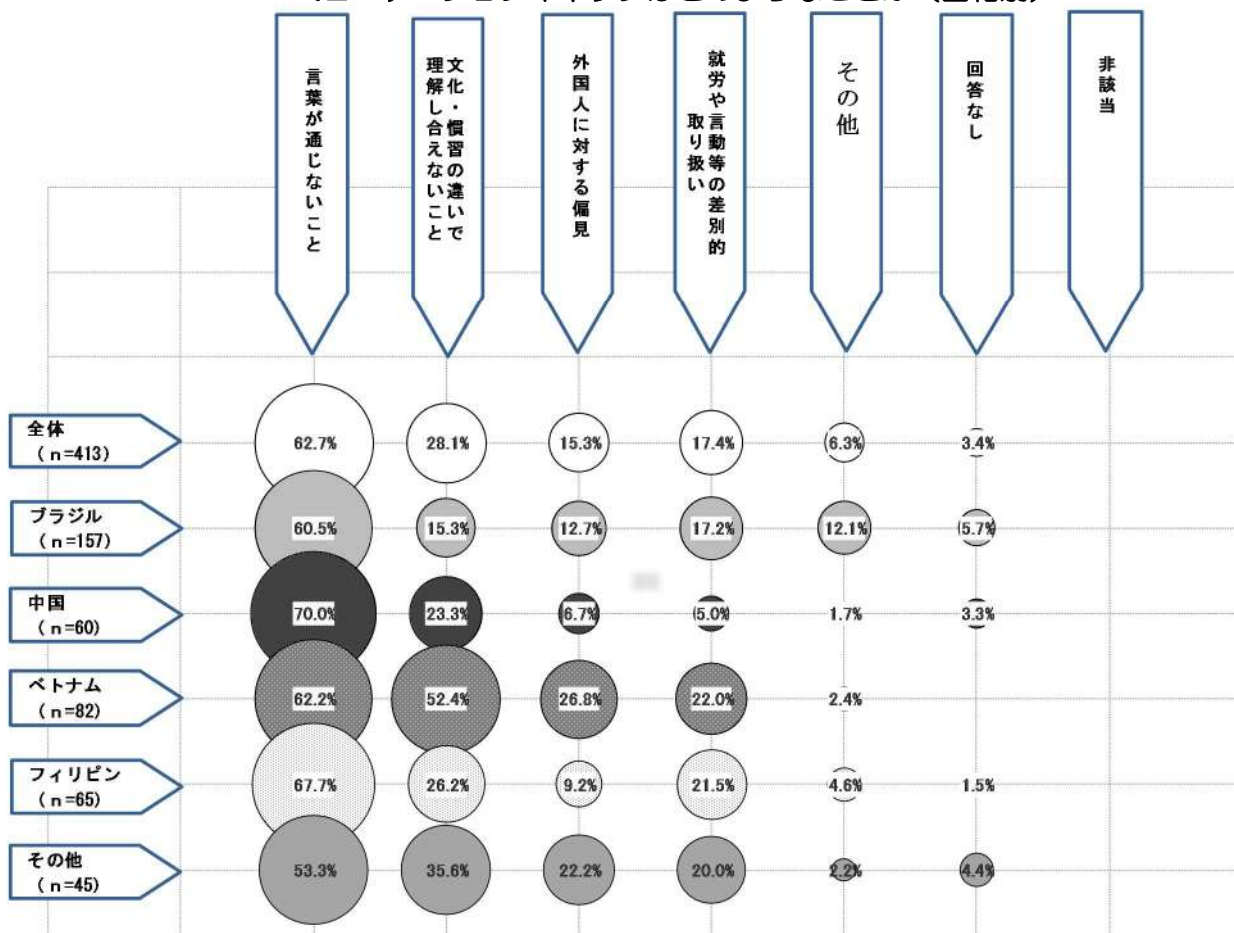 言葉が通じないこと
文化・慣習の違いで
理解し合えないこと
外国人に対する偏見
就労や言動等の差別的
取り扱い
その他
回答なし
非該当
全体
(n=413)
62.7%
28.1%
15.3%
17.4%
6.3%
3.4%
ブラジル
(n=157)
60.5%
15.3%
12.7%
17.2%
12.1%
5.7%
中国
(n=60)
70.0%
23.3%
6.7%
5.0%
1.7%
3.3%
ベトナム
(n=82)
62.2%
52.4%
26.8%
22.0%
2.4%
フィリピン
(n=65)
67.7%
26.2%
9.2%
21.5%
4.6%
1.5%
その他
(n=45)
53.3%
35.6%
22.2%
20.0%
2.2%
4.4%